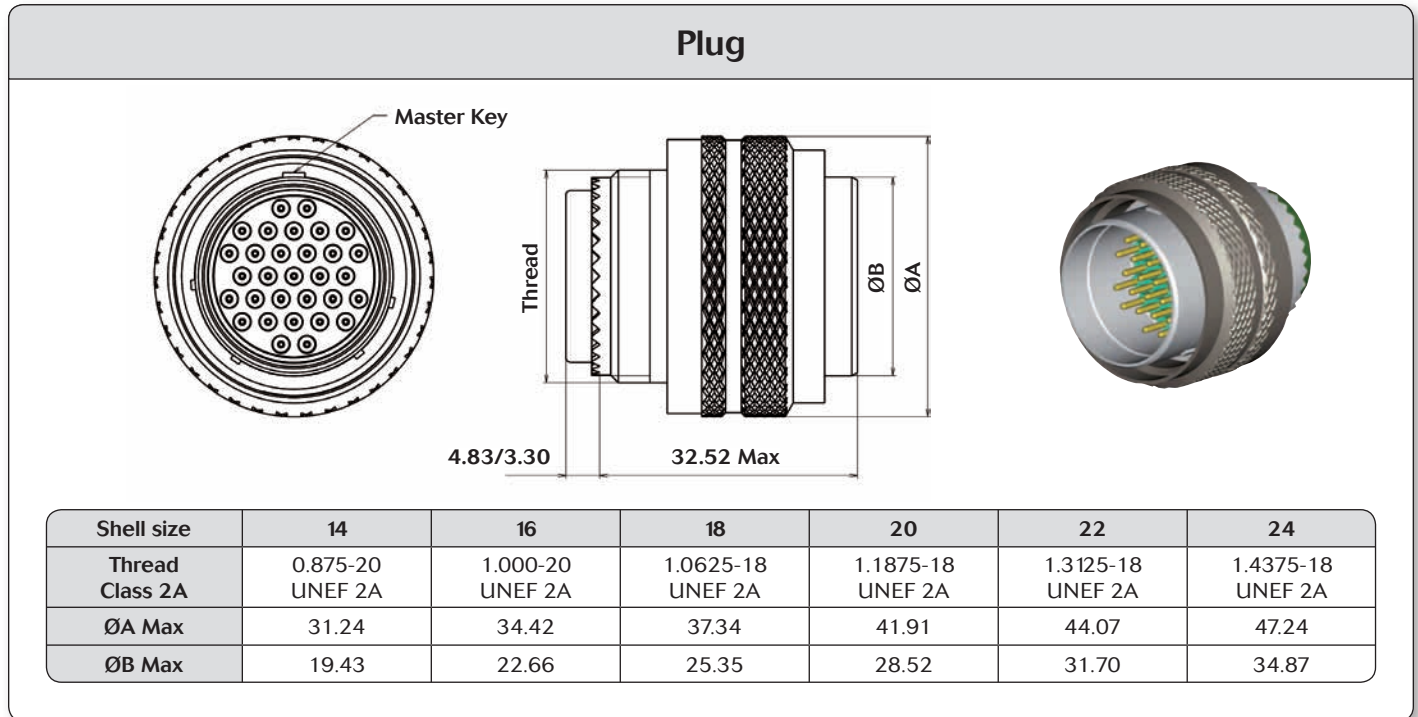 Plug
Master Key
Thread
ØB
ØA
4.83/3.30
32.52 Max
Shell size 14 16 18 20 22 24
Thread 0.875-20 1.000-20 1.0625-18 1.1875-18 1.3125-18 1.4375-18
Class 2A UNEF 2A UNEF 2A UNEF 2A UNEF 2A UNEF 2A UNEF 2A
ØA Max 31.24 34.42 37.34 41.91 44.07 47.24
ØB Max 19.43 22.66 25.35 28.52 31.70 34.87